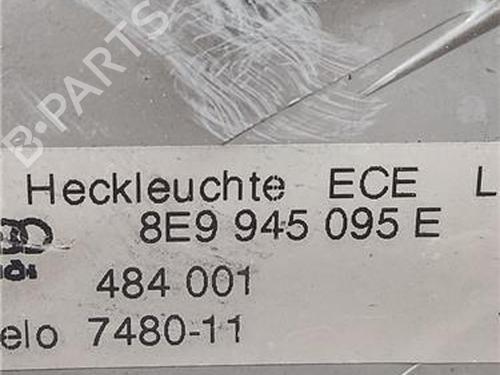 B-PARTS
Heckleuchte ECE L
8E9 945 095 E
484 001
elo 7480-11